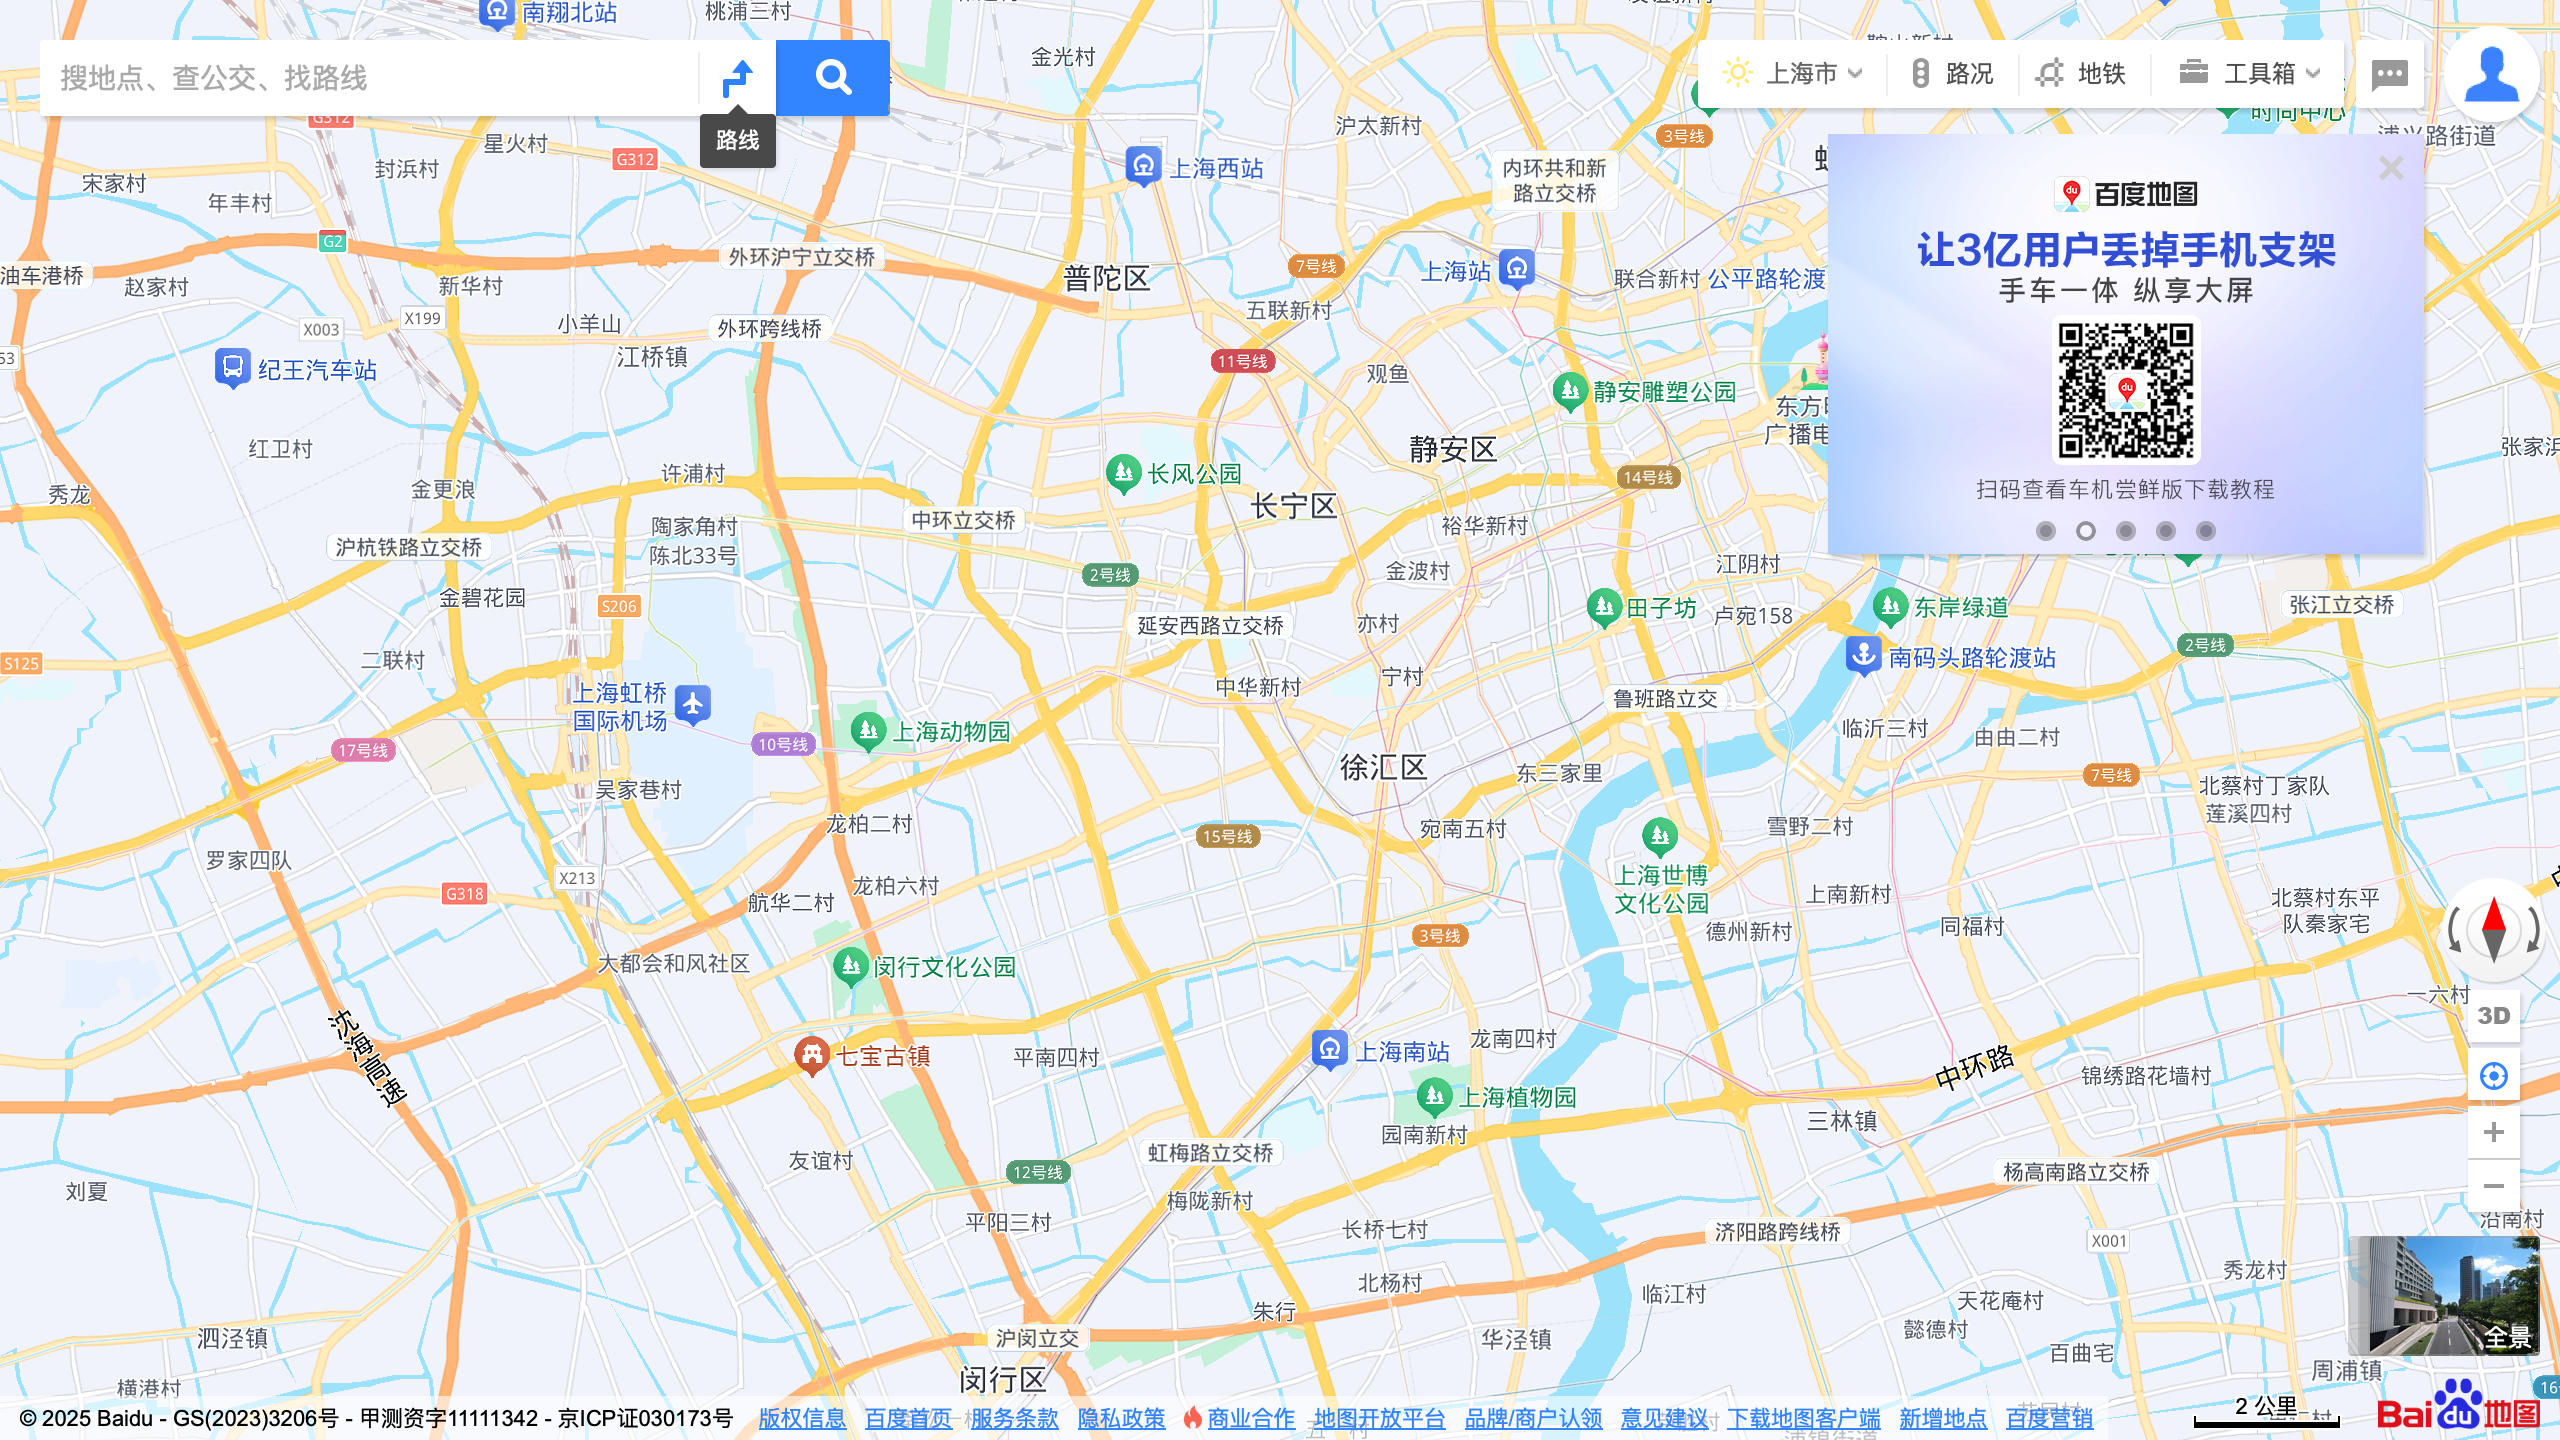 南翔北站
桃浦三村
金光村
搜地点、查公交、找路线
路线
上海市
路况
地铁
工具箱
G312
星火村
G312
沪太新村
3号线
时尚中心
浦兴路街道
封浜村
宋家村
年丰村
上海西站
内环共和新
路立交桥
百度地图
让3亿用户丢掉手机支架
手车一体 纵享大屏
扫码查看车机尝鲜版下载教程
G2
外环沪宁立交桥
油车港桥
赵家村
新华村
普陀区
7号线
上海站
联合新村
公平路轮渡
五联新村
X003
X199
小羊山
外环跨线桥
江桥镇
纪王汽车站
11号线
观鱼
静安雕塑公园
东方明
广播电
红卫村
许浦村
静安区
长风公园
14号线
张家浜
秀龙
金更浪
长宁区
中环立交桥
陶家角村
陈北33号
裕华新村
沪杭铁路立交桥
2号线
金波村
江阴村
金碧花园
S206
田子坊
卢宛158
东岸绿道
张江立交桥
延安西路立交桥
亦村
2号线
S125
二联村
南码头路轮渡站
上海虹桥
国际机场
宁村
中华新村
鲁班路立交
上海动物园
10号线
17号线
临沂三村
由由二村
徐汇区
东三家里
7号线
吴家巷村
北蔡村丁家队
莲溪四村
龙柏二村
15号线
宛南五村
雪野二村
罗家四队
X213
G318
龙柏六村
航华二村
上海世博
文化公园
上南新村
北蔡村东平
队秦家宅
3号线
德州新村
同福村
大都会和风社区
闵行文化公园
一六村
3D
沈海高速
七宝古镇
平南四村
上海南站
龙南四村
中环路
锦绣路花墙村
上海植物园
三林镇
园南新村
虹梅路立交桥
友谊村
12号线
杨高南路立交桥
刘夏
梅陇新村
平阳三村
长桥七村
济阳路跨线桥
沿南村
X001
秀龙村
北杨村
临江村
天花庵村
朱行
懿德村
全景
泗泾镇
沪闵立交
华泾镇
百曲宅
周浦镇
闵行区
横港村
© 2025 Baidu - GS(2023)3206号 - 甲测资字11111342 - 京ICP证030173号
版权信息
百度首页
服务条款
隐私政策
商业合作
地图开放平台
品牌/商户认领
意见建议
下载地图客户端
新增地点
百度营销
2 公里
Bai du 地图